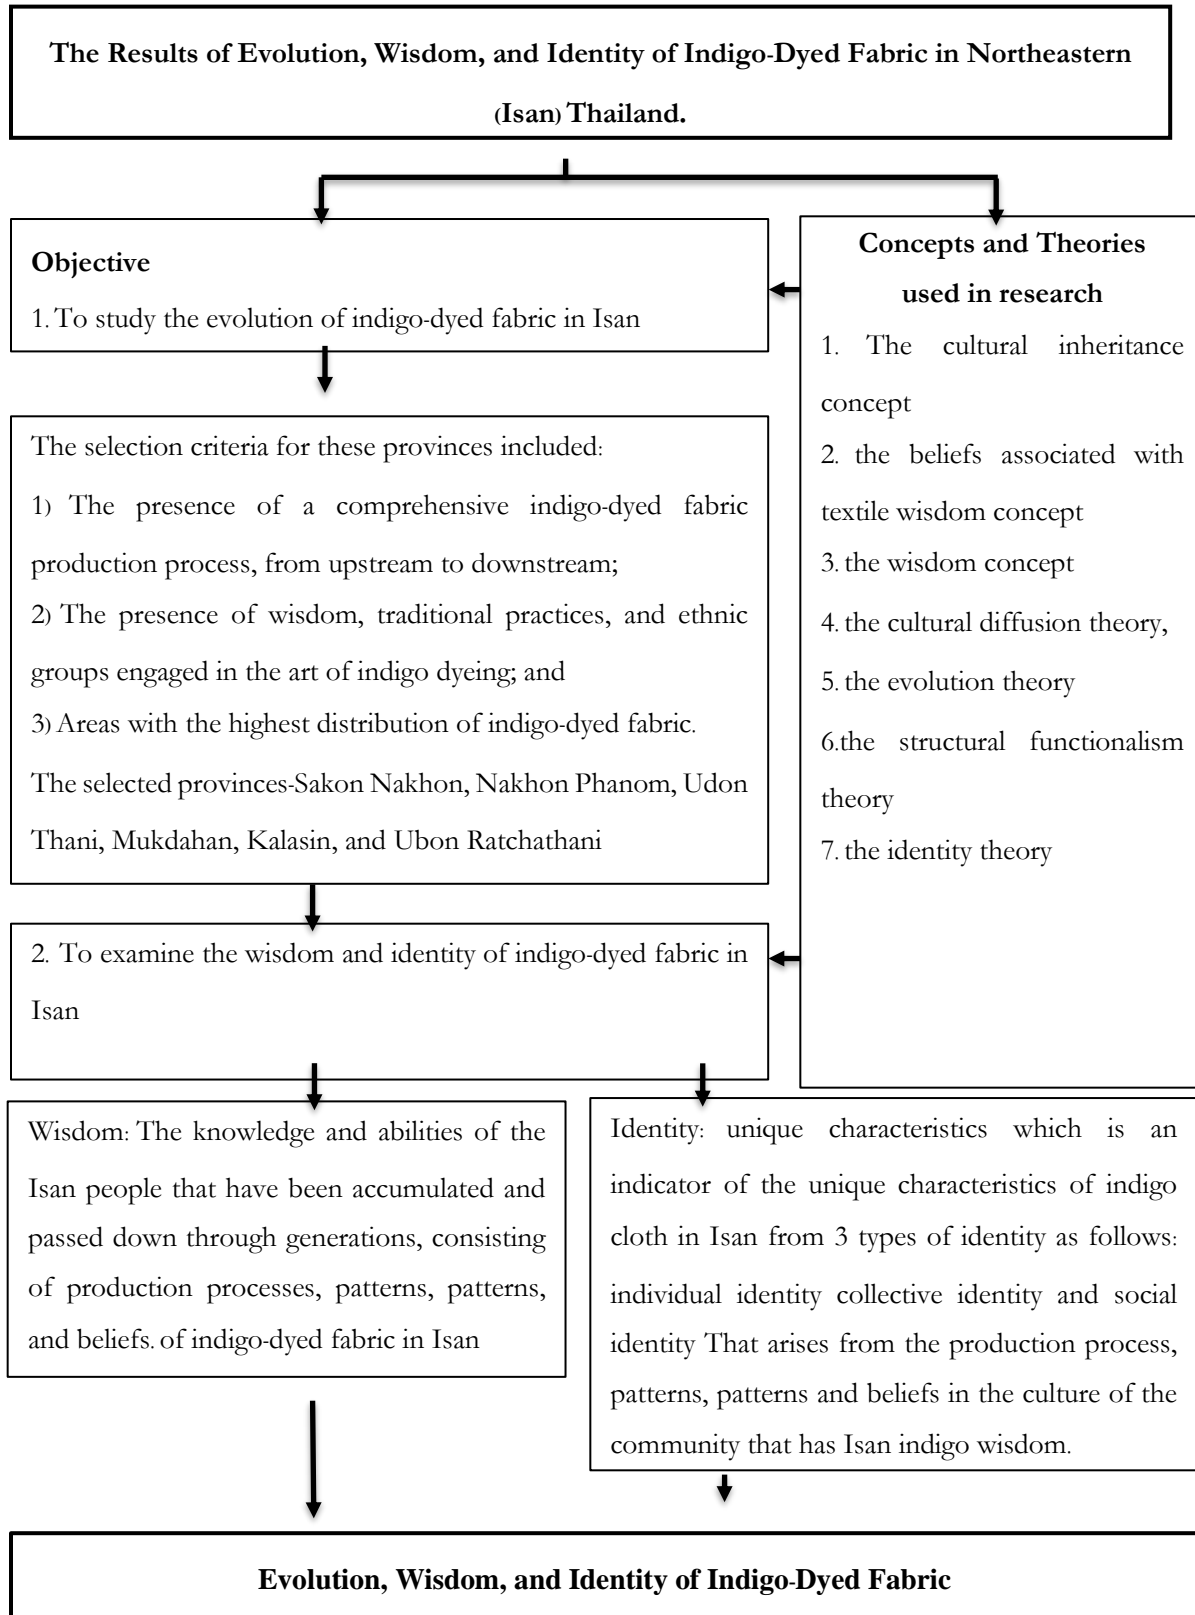 The Results of Evolution, Wisdom, and Identity of Indigo-Dyed Fabric in Northeastern
(Isan) Thailand.
Objective
1. To study the evolution of indigo-dyed fabric in Isan
Concepts and Theories
used in research
1. The cultural inheritance
concept
2. the beliefs associated with
textile wisdom concept
3. the wisdom concept
4. the cultural diffusion theory,
5. the evolution theory
6.the structural functionalism
theory
7. the identity theory
The selection criteria for these provinces included:
1) The presence of a comprehensive indigo-dyed fabric
production process, from upstream to downstream;
2) The presence of wisdom, traditional practices, and ethnic
groups engaged in the art of indigo dyeing; and
3) Areas with the highest distribution of indigo-dyed fabric.
The selected provinces-Sakon Nakhon, Nakhon Phanom, Udon
Thani, Mukdahan, Kalasin, and Ubon Ratchathani
2. To examine the wisdom and identity of indigo-dyed fabric in
Isan
Wisdom: The knowledge and abilities of the
Isan people that have been accumulated and
passed down through generations, consisting
of production processes, patterns, patterns,
and beliefs. of indigo-dyed fabric in Isan
Identity: unique characteristics which is an
indicator of the unique characteristics of indigo
cloth in Isan from 3 types of identity as follows:
individual identity collective identity and social
identity That arises from the production process,
patterns, patterns and beliefs in the culture of the
community that has Isan indigo wisdom.
Evolution, Wisdom, and Identity of Indigo-Dyed Fabric